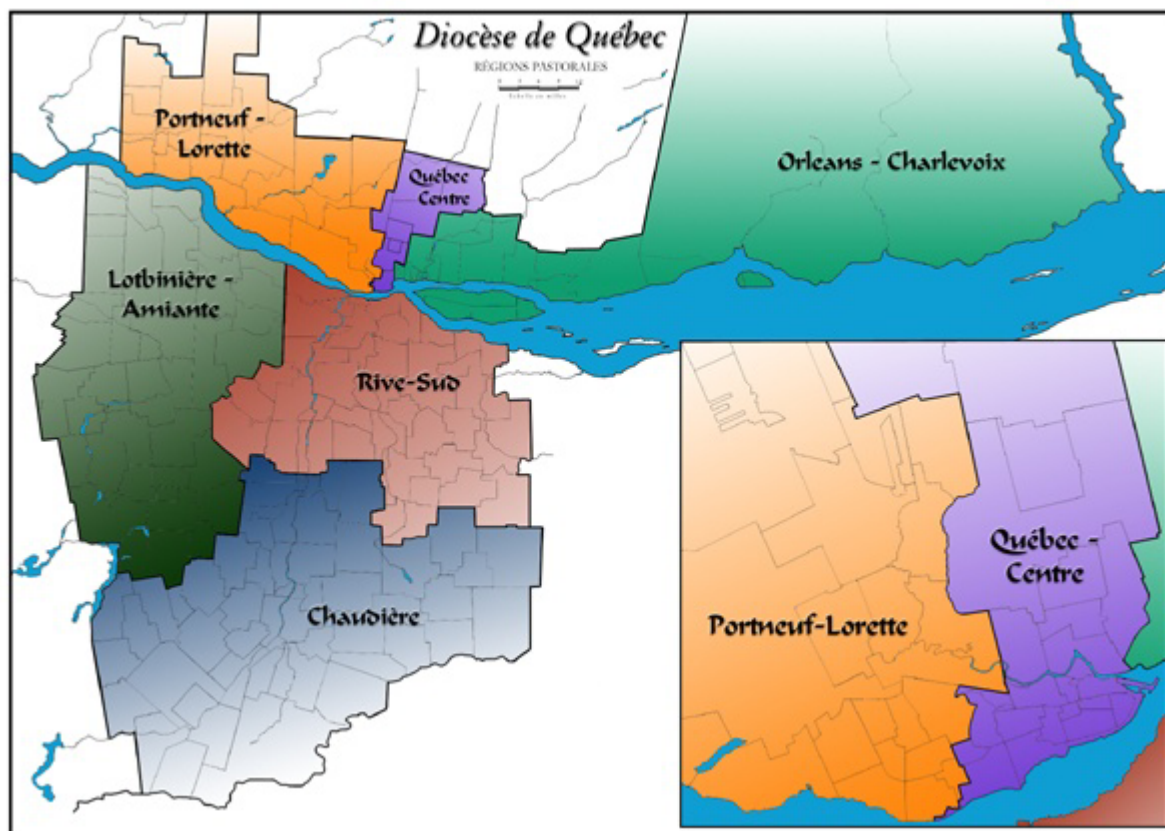 Diocèse de Québec
RÉGIONS PASTORALES
Portneuf -
Lorette
Québec
Centre
Orleans - Charlevoix
Lotbinière -
Amiante
Rive-Sud
Chaudière
Québec -
Centre
Portneuf-Lorette